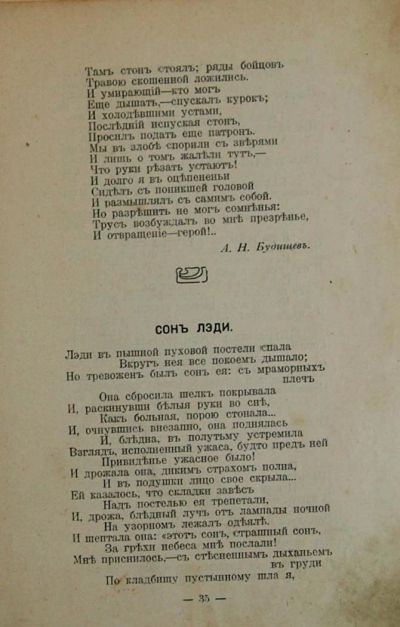 Тамъ стонъ стоялъ; ряды бойцовъ
Травою скошенной ложились.
И умирающій—кто могъ
Еще дышать,—спускалъ курокъ;
И холодѣвшими устами,
Послѣдній испуская стонъ,
Просилъ подать еще патронъ.
Мы въ злобѣ спорили съ звѣрями
И лишь о томъ жалѣли тутъ,—
Что руки рѣзать устаютъ!
И долго я въ оцѣпененьи
Сидѣлъ съ поникшей головой
И размышлялъ съ самимъ собой.
Но разрѣшить не могъ сомнѣнья:
Трусъ возбуждалъ во мнѣ презрѣнье,
И отвращеніе—герой!..
А. Н. Будищевъ.
СОНЪ ЛЭДИ.
Лэди въ пышной пуховой постели спала
Вкругъ нея все покоемъ дышало;
Но тревоженъ былъ сонъ ея: съ мраморныхъ
плечъ
Она сбросила шелкъ покрывала
И, раскинувши бѣлыя руки во снѣ,
Какъ больная, порою стонала...
И, очнувшись внезапно, она поднялась
И, блѣдна, въ полутьму устремила
Взглядъ, исполненный ужаса, будто предъ ней
Привидѣнье ужасное было!
И дрожала она, дикимъ страхомъ полна,
И въ подушки лицо свое скрыла...
Ей казалось, что складки завѣсъ
Надъ постелью ея трепетали,
И, дрожа, блѣдный лучъ отъ лампады ночной
На узорномъ лежалъ одѣялѣ.
И шептала она: «этотъ сонъ, страшный сонъ,
За грѣхи небеса мнѣ послали!
Мнѣ приснилось,—съ стѣсненнымъ дыханьемъ
въ груди
По кладбищу пустынному шла я,
— 35 —